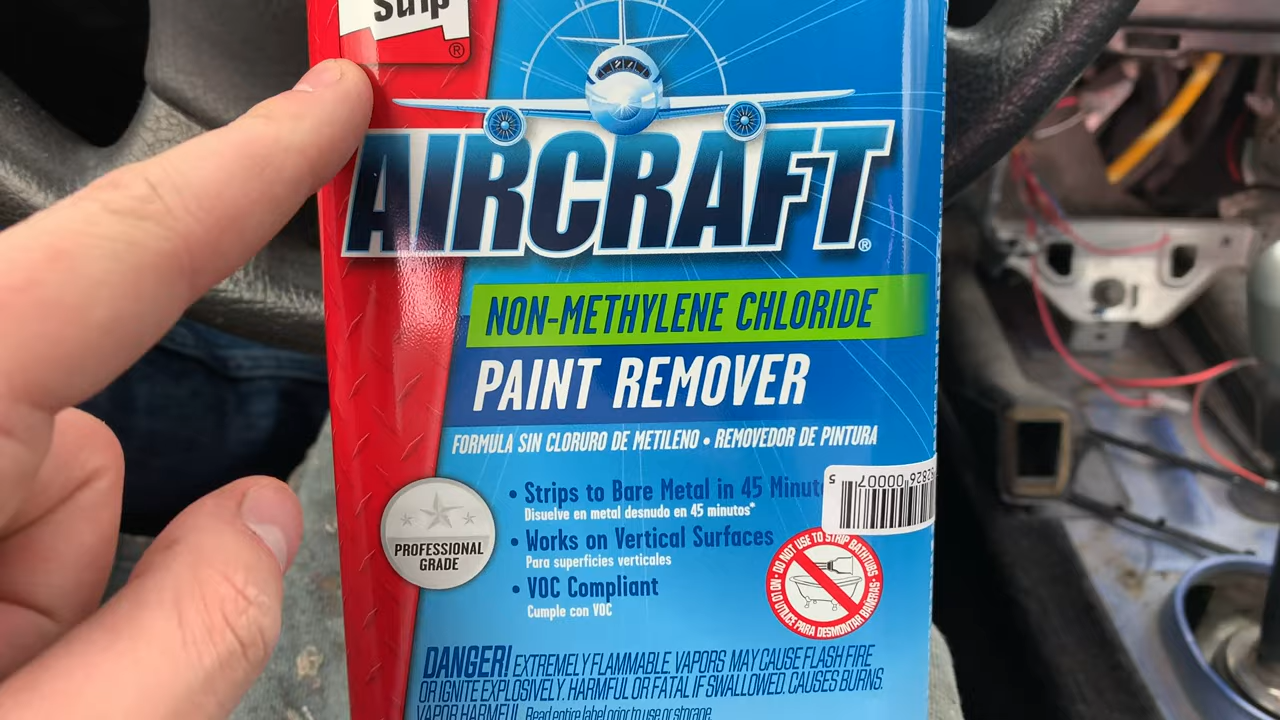 Strip
®
AIRCRAFT®
NON-METHYLENE CHLORIDE
PAINT REMOVER
FORMULA SIN CLORURO DE METILENO • REMOVEDOR DE PINTURA
• Strips to Bare Metal in 45 Minut
Disuelve en metal desnudo en 45 minutos*
• Works on Vertical Surfaces
Para superficies verticales
• VOC Compliant
Cumple con VOC
PROFESSIONAL
GRADE
DO NOT USE TO STRIP BATHTUBS
NO UTILICE PARA DESMONTAR BAÑERAS
DANGER! EXTREMELY FLAMMABLE. VAPORS MAY CAUSE FLASH FIRE
OR IGNITE EXPLOSIVELY. HARMFUL OR FATAL IF SWALLOWED. CAUSES BURNS.
VAPOR HARMFUL. Read entire label prior to use or storage.